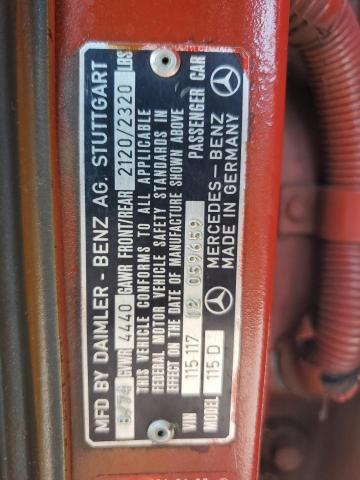 MFD BY DAIMLER-BENZ AG. STUTTGART
8/74 GVWR 4440 GAWR FRONT/REAR 2120/2320 LBS
THIS VEHICLE CONFORMS TO ALL APPLICABLE
FEDERAL MOTOR VEHICLE SAFETY STANDARDS IN
EFFECT ON THE DATE OF MANUFACTURE SHOWN ABOVE
VIN 115.117 12 059659 PASSENGER CAR
MODEL 115 D MERCEDES-BENZ
MADE IN GERMANY